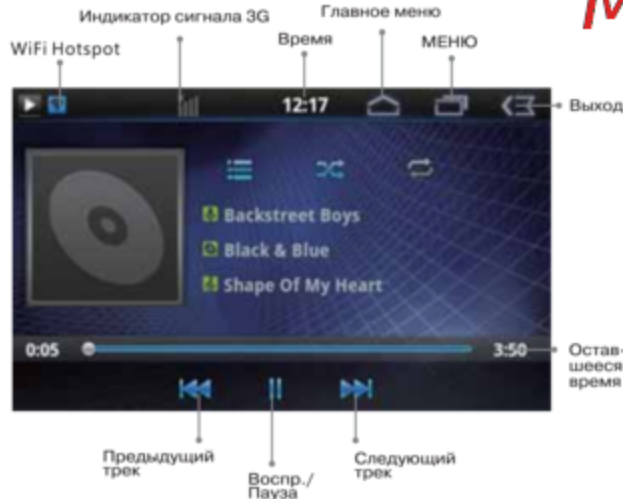 Индикатор сигнала 3G
Главное меню
WiFi Hotspot
Время
МЕНЮ
12:17
Выход
Backstreet Boys
Black & Blue
Shape Of My Heart
0:05
3:50
Остав-
шееся
время
Предыдущий
трек
Воспр./
Пауза
Следующий
трек